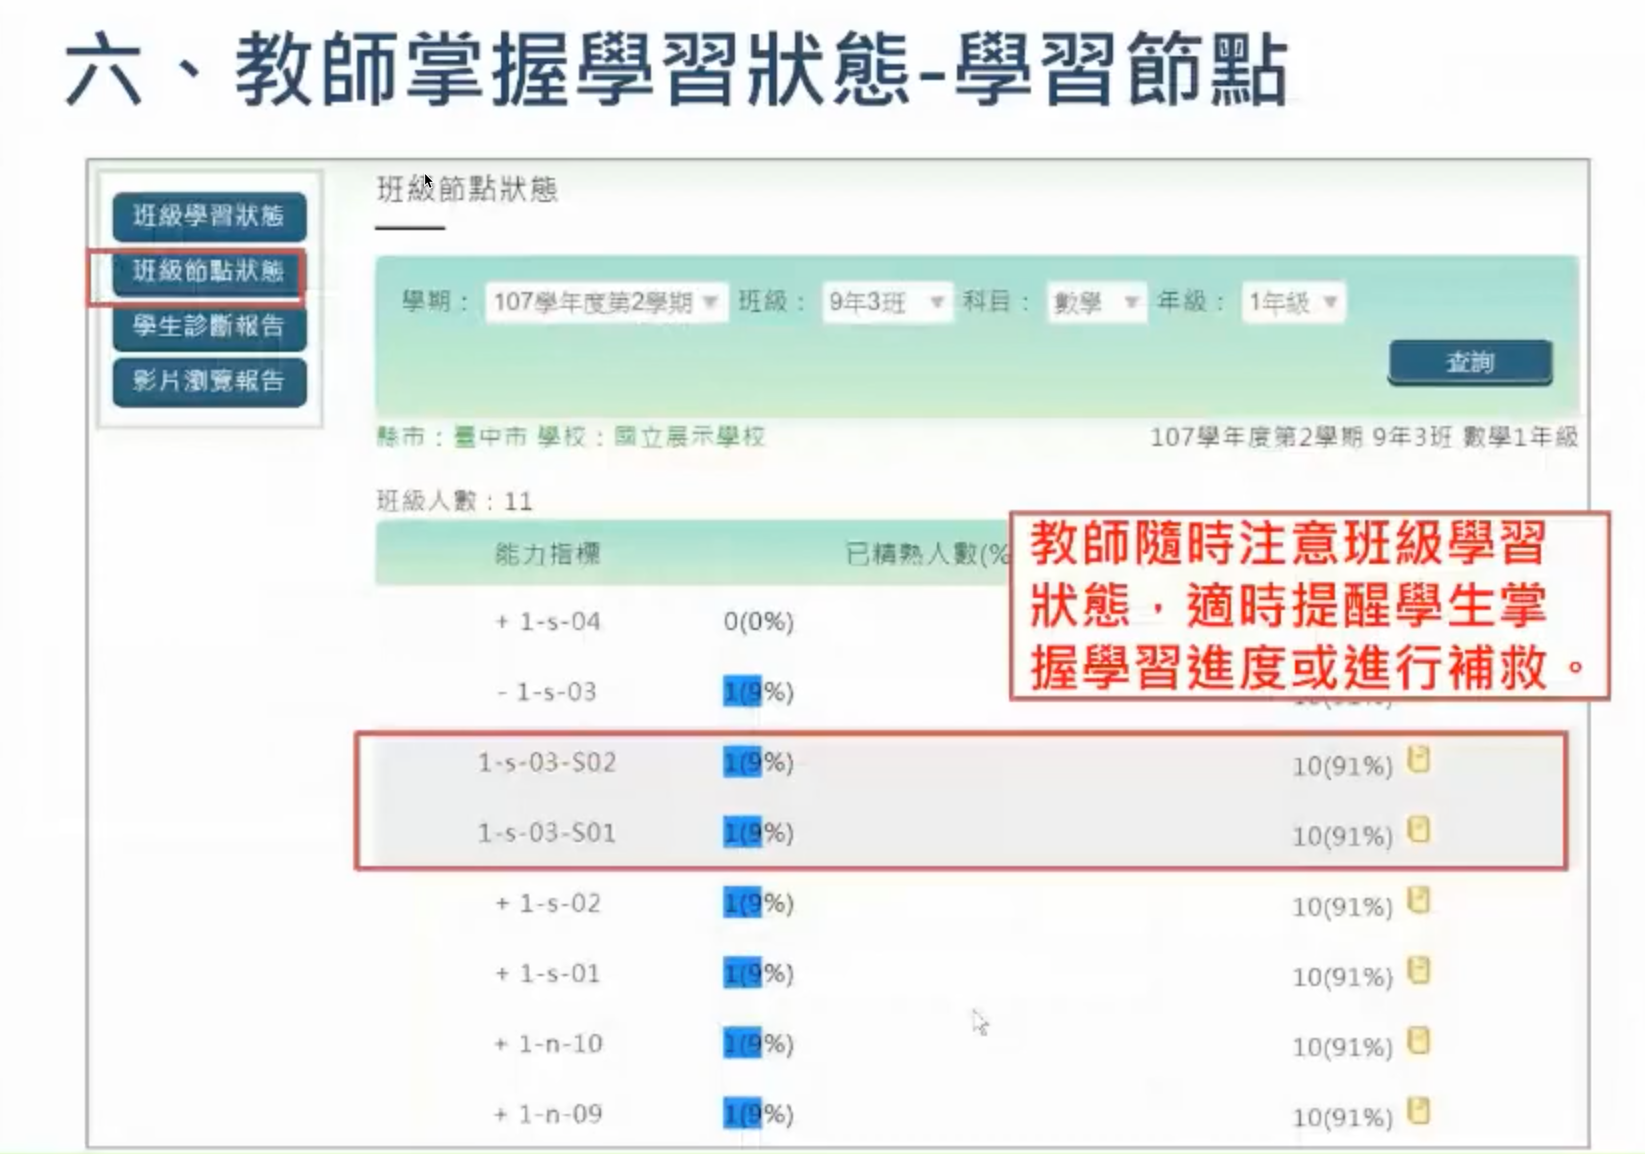 六、教師掌握學習狀態-學習節點
班級學習狀態
班級節點狀態
學生診斷報告
影片瀏覽報告
班級節點狀態
學期： 107學年度第2學期 班級： 9年3班 科目： 數學 年級： 1年級
查詢
縣市：臺中市 學校：國立展示學校 107學年度第2學期 9年3班 數學1年級
班級人數：11
能力指標 已精熟人數(%
教師隨時注意班級學習
狀態，適時提醒學生掌
握學習進度或進行補救。
+ 1-s-04 0(0%)
- 1-s-03 1(9%)
1-s-03-S02 1(9%) 10(91%)
1-s-03-S01 1(9%) 10(91%)
+ 1-s-02 1(9%) 10(91%)
+ 1-s-01 1(9%) 10(91%)
+ 1-n-10 1(9%) 10(91%)
+ 1-n-09 1(9%) 10(91%)